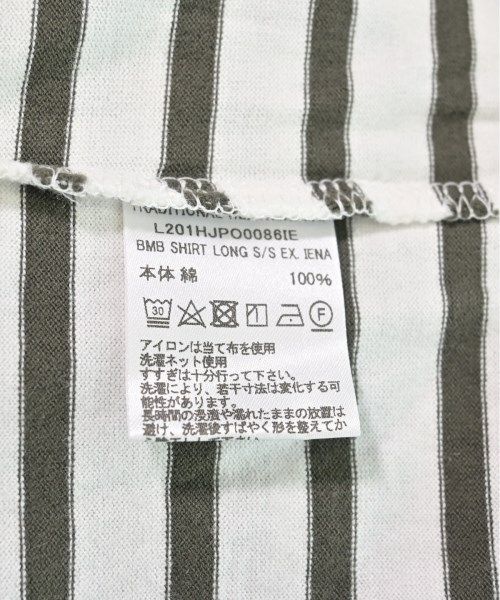 TRADITIONAL
L201HJPO0086IE
BMB SHIRT LONG S/S EX. IENA
本体 綿 100%
30 F
アイロンは当て布を使用
洗濯ネット使用
すすぎは十分行って下さい。
洗濯により、若干寸法は変化する可
能性があります。
長時間の浸漬や濡れたままの放置は
避け、洗濯後すばやく形を整えてか